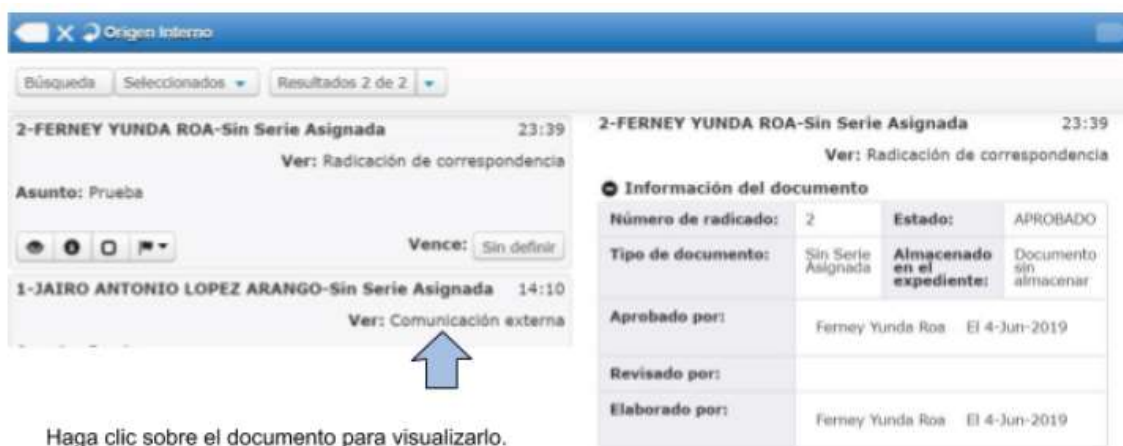 Origen Interno
Búsqueda Seleccionados Resultados 2 de 2
2-FERNEY YUNDA ROA-Sin Serie Asignada 23:39
Ver: Radicación de correspondencia
Asunto: Prueba
Vence: Sin definir
1-JAIRO ANTONIO LOPEZ ARANGO-Sin Serie Asignada 14:10
Ver: Comunicación externa
Haga clic sobre el documento para visualizarlo.
2-FERNEY YUNDA ROA-Sin Serie Asignada 23:39
Ver: Radicación de correspondencia
Información del documento
Número de radicado: 2 Estado: APROBADO
Tipo de documento: Sin Serie Asignada Almacenado en el expediente: Documento sin almacenar
Aprobado por: Ferney Yunda Roa El 4-Jun-2019
Revisado por:
Elaborado por: Ferney Yunda Roa El 4-Jun-2019